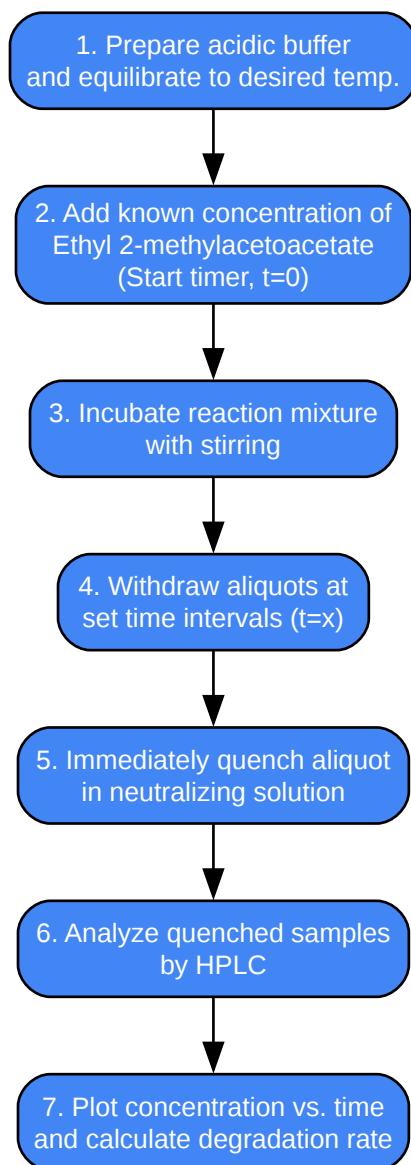 1. Prepare acidic buffer
and equilibrate to desired temp.
2. Add known concentration of
Ethyl 2-methylacetoacetate
(Start timer, t=0)
3. Incubate reaction mixture
with stirring
4. Withdraw aliquots at
set time intervals (t=x)
5. Immediately quench aliquot
in neutralizing solution
6. Analyze quenched samples
by HPLC
7. Plot concentration vs. time
and calculate degradation rate